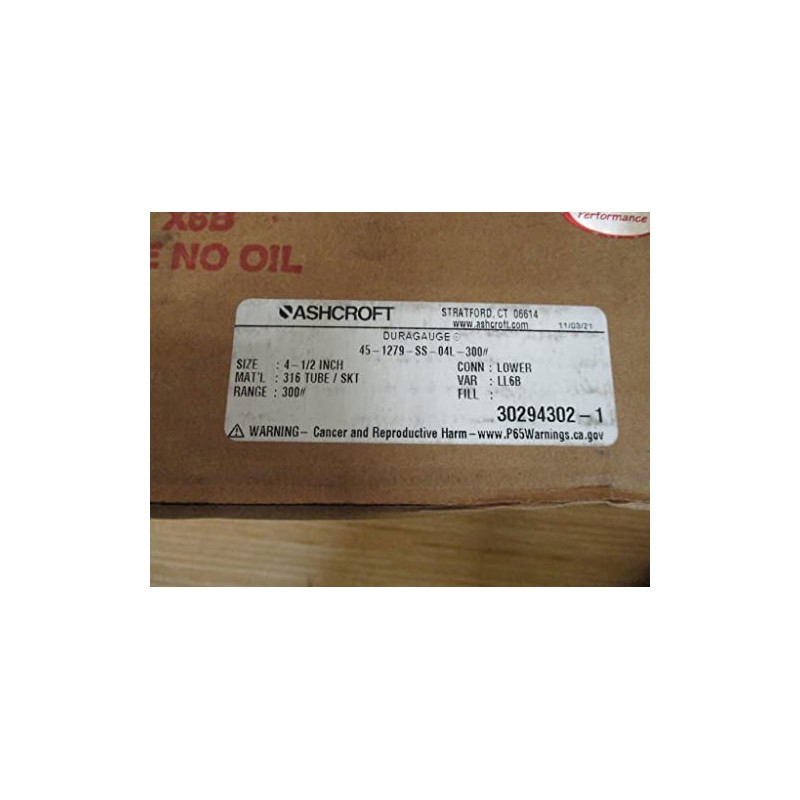 Performance
X6B
E NO OIL
ASHCROFT
STRATFORD, CT 06614
www.ashcroft.com 11/03/21
DURAGAUGE®
45-1279-SS-04L-300#
SIZE : 4-1/2 INCH CONN : LOWER
MAT'L : 316 TUBE / SKT VAR : LL6B
RANGE : 300# FILL :
30294302-1
⚠ WARNING- Cancer and Reproductive Harm-www.P65Warnings.ca.gov